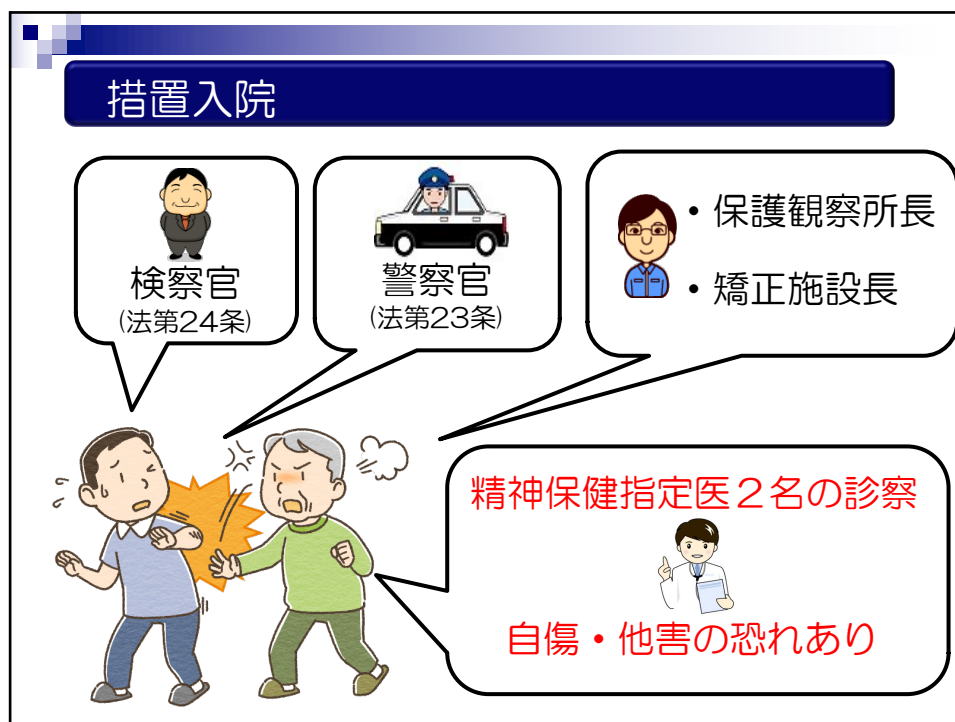 措置入院
検察官
(法第24条)
警察官
(法第23条)
・保護観察所長
・矯正施設長
精神保健指定医２名の診察
自傷・他害の恐れあり